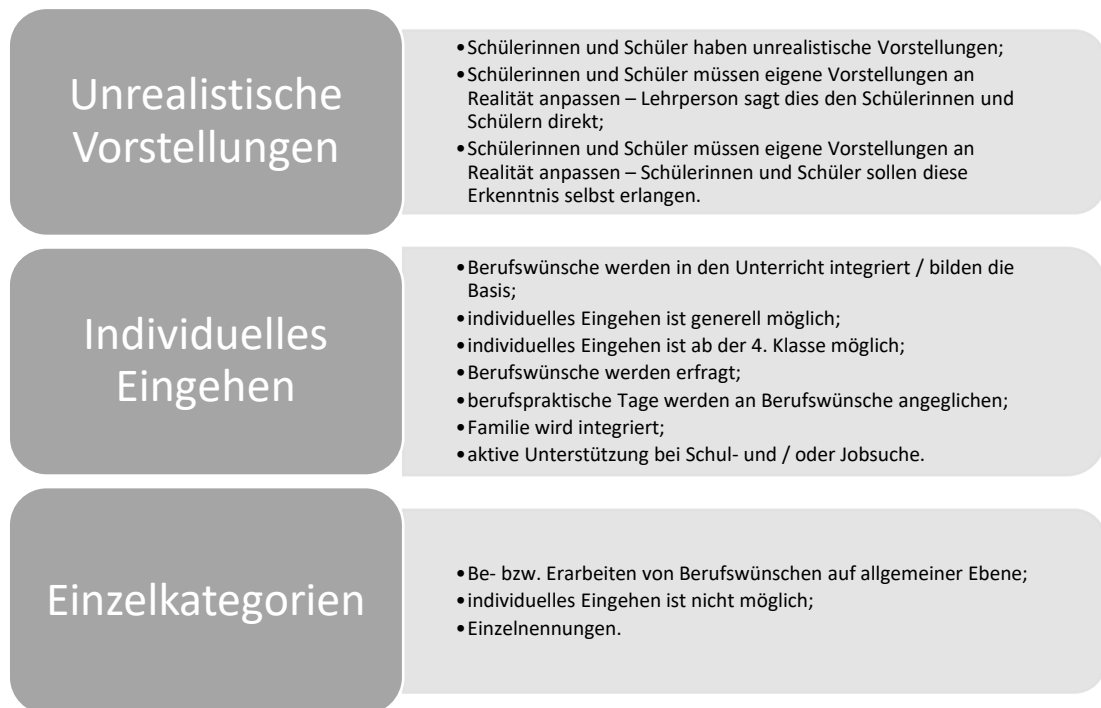 Unrealistische
Vorstellungen
•Schülerinnen und Schüler haben unrealistische Vorstellungen;
•Schülerinnen und Schüler müssen eigene Vorstellungen an
Realität anpassen – Lehrperson sagt dies den Schülerinnen und
Schülern direkt;
•Schülerinnen und Schüler müssen eigene Vorstellungen an
Realität anpassen – Schülerinnen und Schüler sollen diese
Erkenntnis selbst erlangen.
Individuelles
Eingehen
•Berufswünsche werden in den Unterricht integriert / bilden die
Basis;
•individuelles Eingehen ist generell möglich;
•individuelles Eingehen ist ab der 4. Klasse möglich;
•Berufswünsche werden erfragt;
•berufspraktische Tage werden an Berufswünsche angeglichen;
•Familie wird integriert;
•aktive Unterstützung bei Schul- und / oder Jobsuche.
Einzelkategorien
•Be- bzw. Erarbeiten von Berufswünschen auf allgemeiner Ebene;
•individuelles Eingehen ist nicht möglich;
•Einzelnennungen.